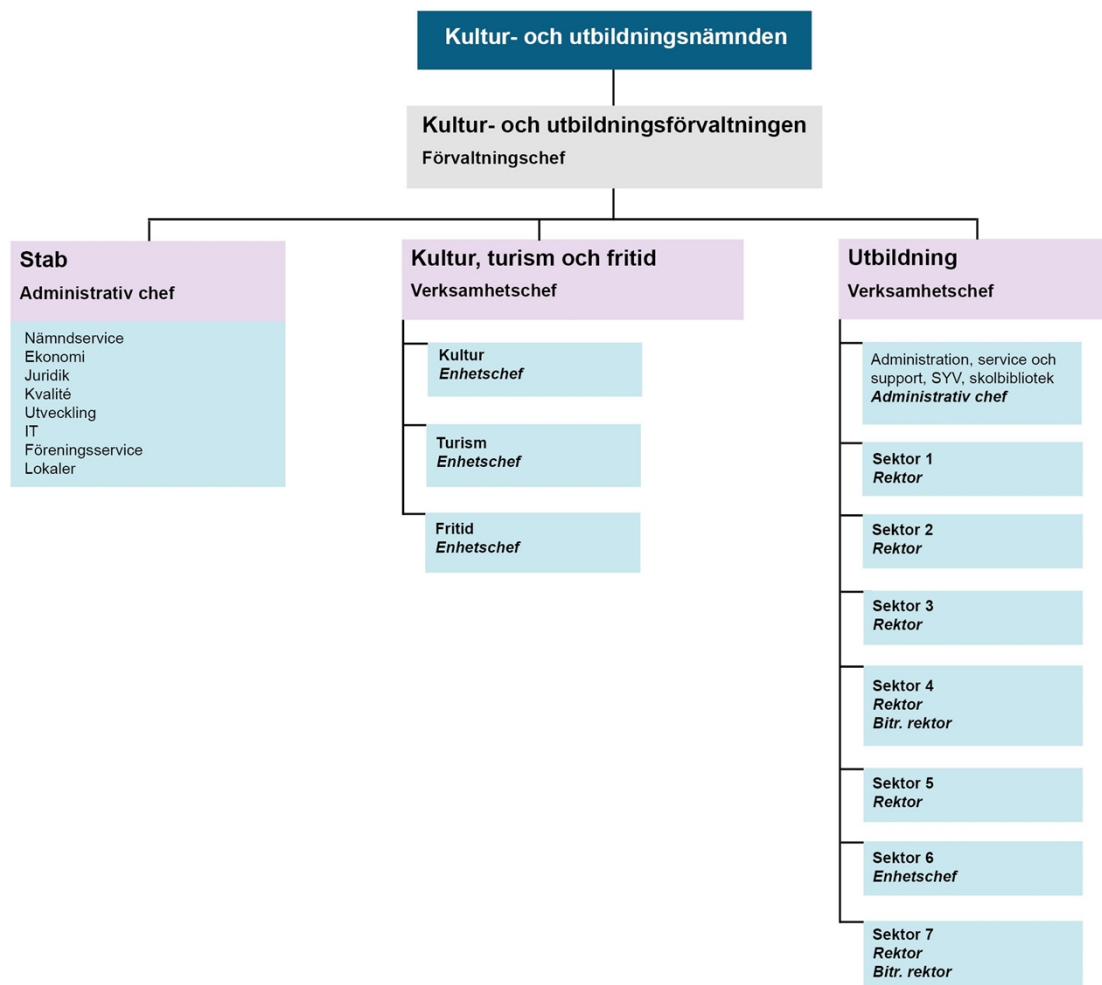 Kultur- och utbildningsnämnden
Kultur- och utbildningsförvaltningen
Förvaltningschef
Stab
Administrativ chef
Nämndservice
Ekonomi
Juridik
Kvalité
Utveckling
IT
Föreningsservice
Lokaler
Kultur, turism och fritid
Verksamhetschef
Kultur
Enhetschef
Turism
Enhetschef
Fritid
Enhetschef
Utbildning
Verksamhetschef
Administration, service och
support, SYV, skolbibliotek
Administrativ chef
Sektor 1
Rektor
Sektor 2
Rektor
Sektor 3
Rektor
Sektor 4
Rektor
Bitr. rektor
Sektor 5
Rektor
Sektor 6
Enhetschef
Sektor 7
Rektor
Bitr. rektor